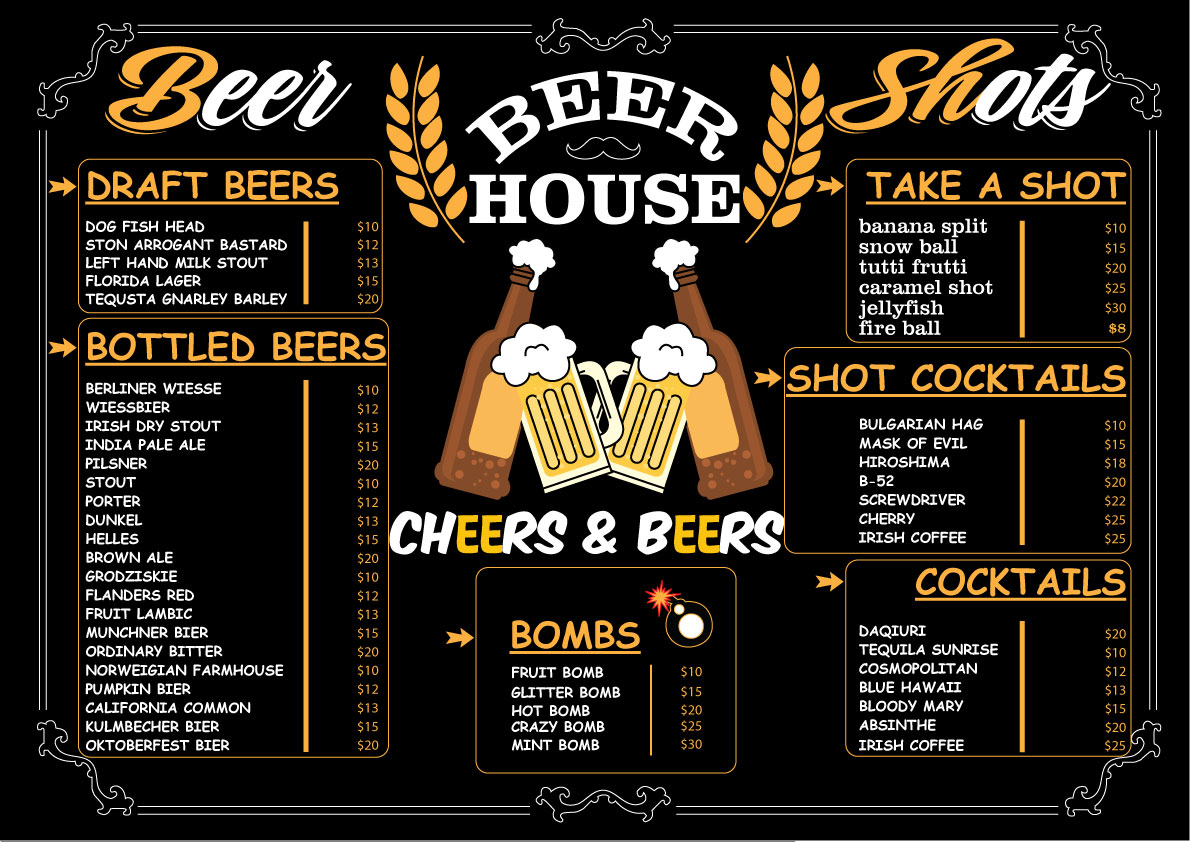 Beer
DRAFT BEERS
DOG FISH HEAD $10
STON ARROGANT BASTARD $12
LEFT HAND MILK STOUT $13
FLORIDA LAGER $15
TEQUSTA GNARLEY BARLEY $20
BOTTLED BEERS
BERLINER WIESSE $10
WIESSBIER $12
IRISH DRY STOUT $13
INDIA PALE ALE $15
PILSNER $20
STOUT $10
PORTER $12
DUNKEL $13
HELLES $15
BROWN ALE $20
GRODZISKIE $10
FLANDERS RED $12
FRUIT LAMBIC $13
MUNCHNER BIER $15
ORDINARY BITTER $20
NORWEIGIAN FARMHOUSE $10
PUMPKIN BIER $12
CALIFORNIA COMMON $13
KULMBECHER BIER $15
OKTOBERFEST BIER $20
BEER
HOUSE
CHEERS & BEERS
BOMBS
FRUIT BOMB $10
GLITTER BOMB $15
HOT BOMB $20
CRAZY BOMB $25
MINT BOMB $30
Shots
TAKE A SHOT
banana split $10
snow ball $15
tutti frutti $20
caramel shot $25
jellyfish $30
fire ball $8
SHOT COCKTAILS
BULGARIAN HAG $10
MASK OF EVIL $15
HIROSHIMA $18
B-52 $20
SCREWDRIVER $22
CHERRY $25
IRISH COFFEE $25
COCKTAILS
DAQIURI $20
TEQUILA SUNRISE $10
COSMOPOLITAN $12
BLUE HAWAII $13
BLOODY MARY $15
ABSINTHE $20
IRISH COFFEE $25